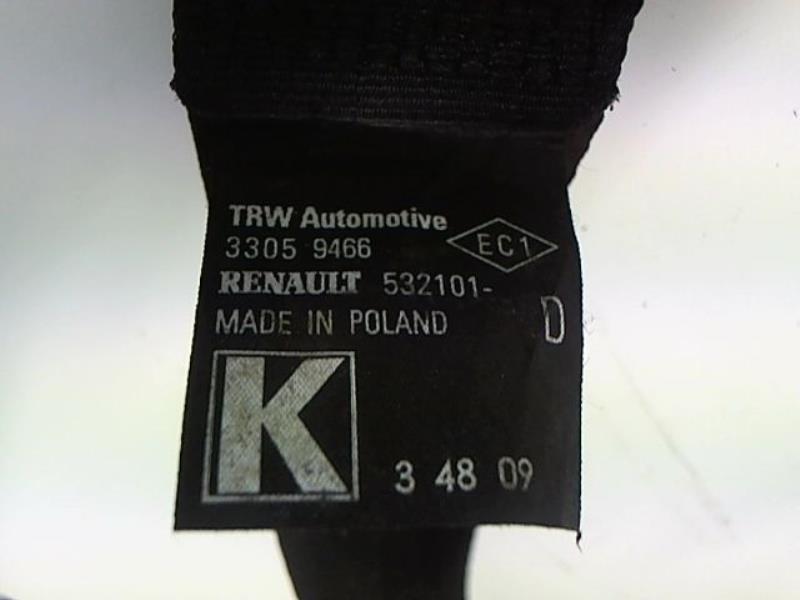 TRW Automotive
3305 9466
EC1
RENAULT 532101-
MADE IN POLAND
D
K
3 48 09